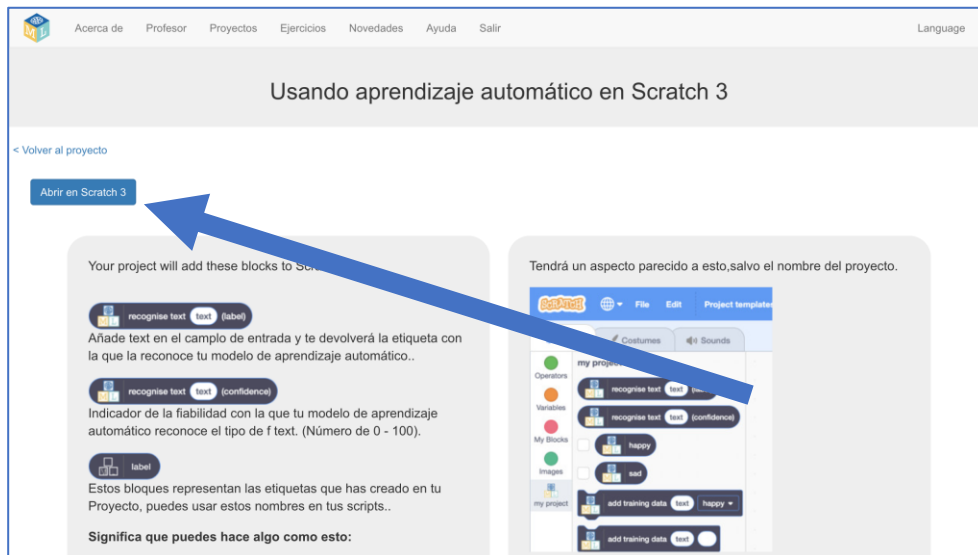 Acerca de Profesor Proyectos Ejercicios Novedades Ayuda Salir Language
Usando aprendizaje automático en Scratch 3
< Volver al proyecto
Abrir en Scratch 3
Your project will add these blocks to
recognise text text (label)
Añade text en el camplo de entrada y te devolverá la etiqueta con
la que la reconoce tu modelo de aprendizaje automático..
recognise text text (confidence)
Indicador de la fiabilidad con la que tu modelo de aprendizaje
automático reconoce el tipo de f text. (Número de 0 - 100).
label
Estos bloques representan las etiquetas que has creado en tu
Proyecto, puedes usar estos nombres en tus scripts..
Significa que puedes hace algo como esto:
Tendrá un aspecto parecido a esto,salvo el nombre del proyecto.
SCRATCH File Edit Project templates
Costumes Sounds
Operators
Variables
My Blocks
Images
my project
my
recognise text text
recognise text text (confidence)
happy
sad
add training data text happy
add training data text